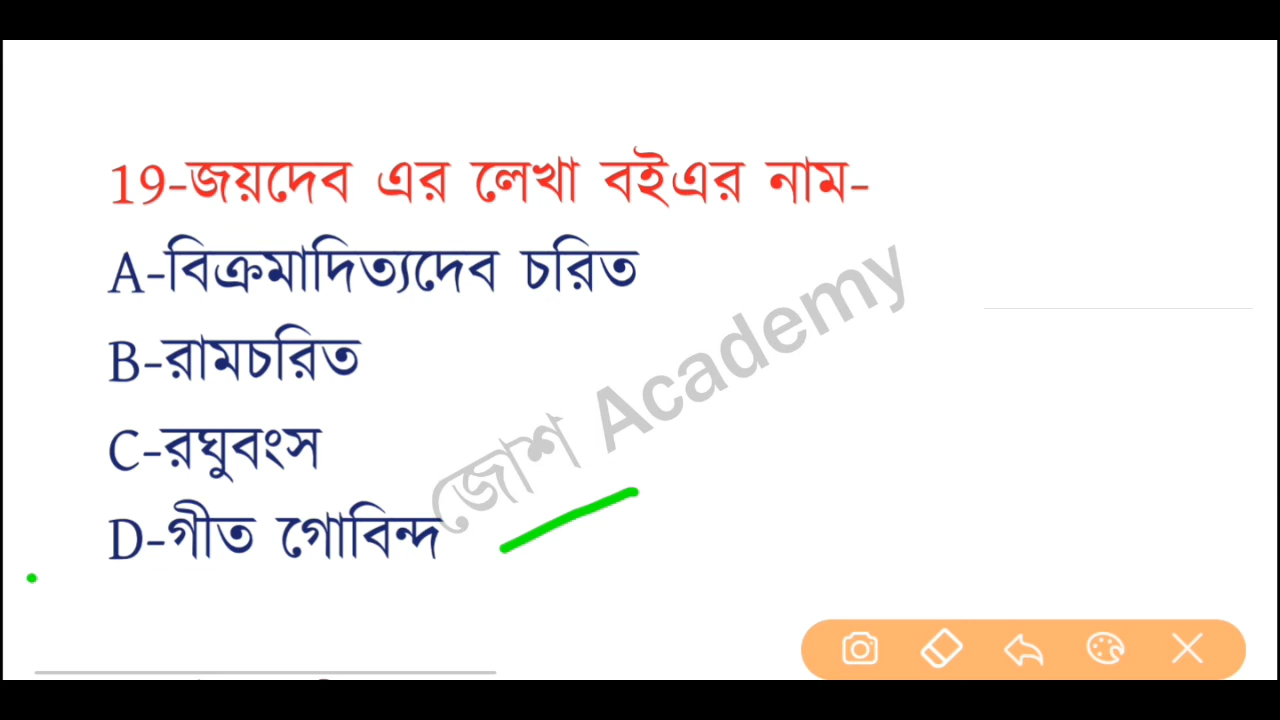 19-জয়দেব এর লেখা বইএর নাম-
A-বিক্রমাদিত্যদেব চরিত
B-রামচরিত
C-রঘুবংস
D-গীত গোবিন্দ
জোশ Academy